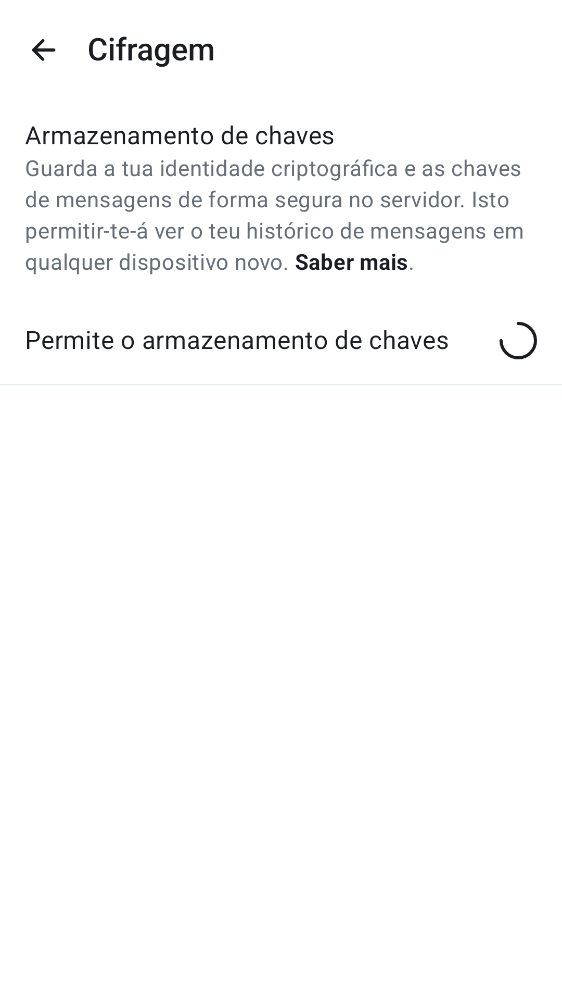 Cifragem
Armazenamento de chaves
Guarda a tua identidade criptográfica e as chaves
de mensagens de forma segura no servidor. Isto
permitir-te-á ver o teu histórico de mensagens em
qualquer dispositivo novo. Saber mais.
Permite o armazenamento de chaves